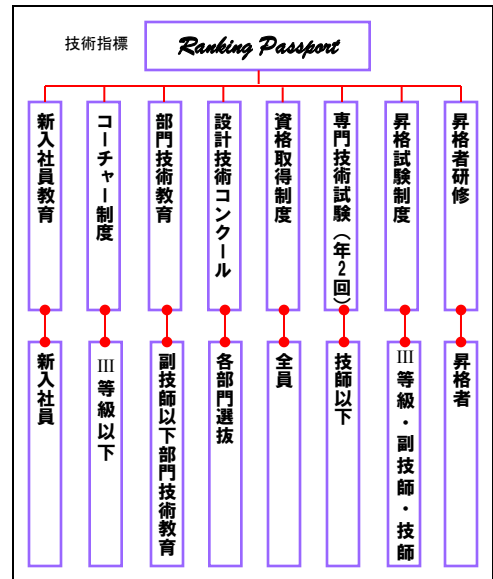 技術指標
Ranking Passport
新入社員教育
コーチャー制度
部門技術教育
設計技術コンクール
資格取得制度
専門技術試験(年2回)
昇格試験制度
昇格者研修
新入社員
III等級以下
副技師以下部門技術教育
各部門選抜
全員
技師以下
III等級・副技師・技師
昇格者